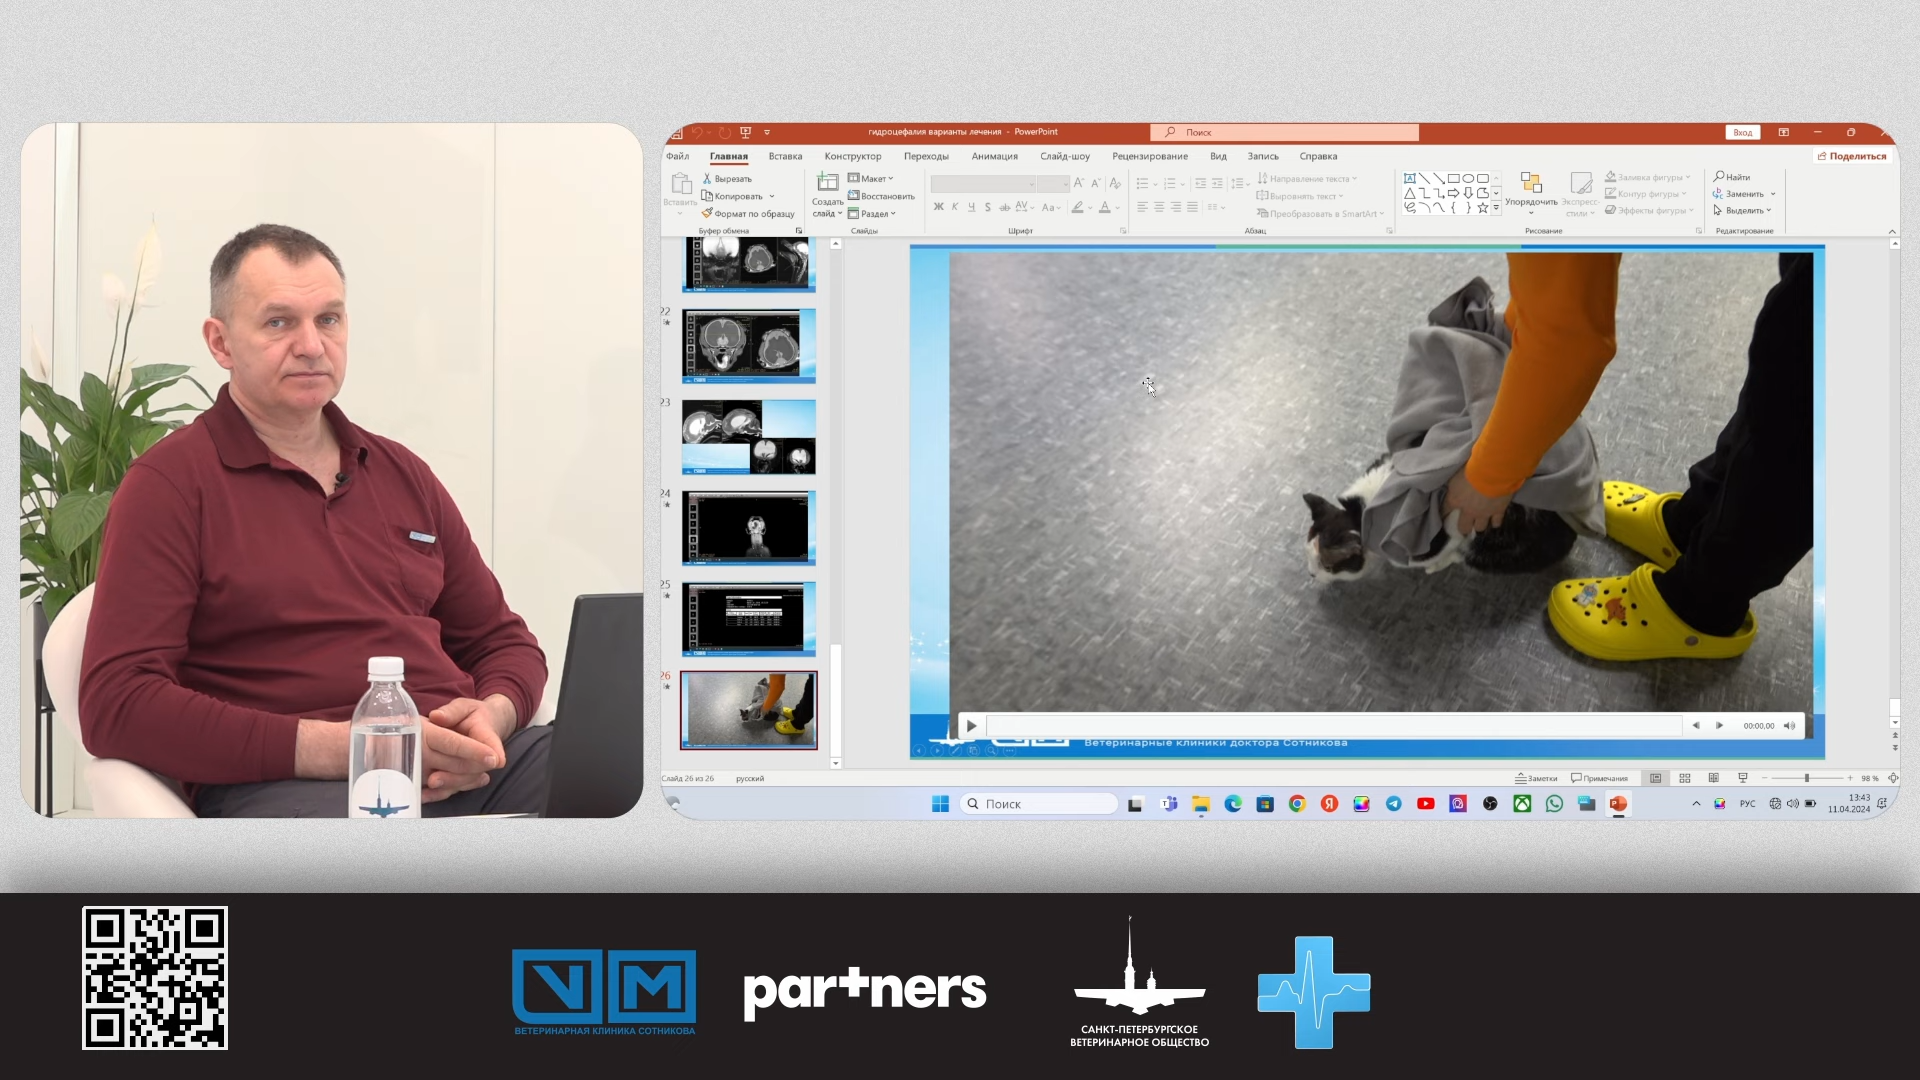 гидроцефалия варианты лечения - PowerPoint
Поиск
Вход
Файл Главная Вставка Конструктор Переходы Анимация Слайд-шоу Рецензирование Вид Запись Справка Поделиться
Вставить
Вырезать
Копировать
Формат по образцу
Буфер обмена
Создать слайд
Макет
Восстановить
Раздел
Слайды
Ж К Ч S ab AV Aa A
Шрифт
Направление текста
Выровнять текст
Преобразовать в SmartArt
Абзац
Упорядочить
Экспресс-стили
Заливка фигуры
Контур фигуры
Эффекты фигуры
Рисование
Найти
Заменить
Выделить
Редактирование
22
23
24
25
26
00:00,00
Ветеринарные клиники доктора Сотникова
Слайд 26 из 26 русский Заметки Примечания 98 %
Поиск
РУС
13:43
11.04.2024
VM
ВЕТЕРИНАРНАЯ КЛИНИКА СОТНИКОВА
partners
САНКТ-ПЕТЕРБУРГСКОЕ
ВЕТЕРИНАРНОЕ ОБЩЕСТВО